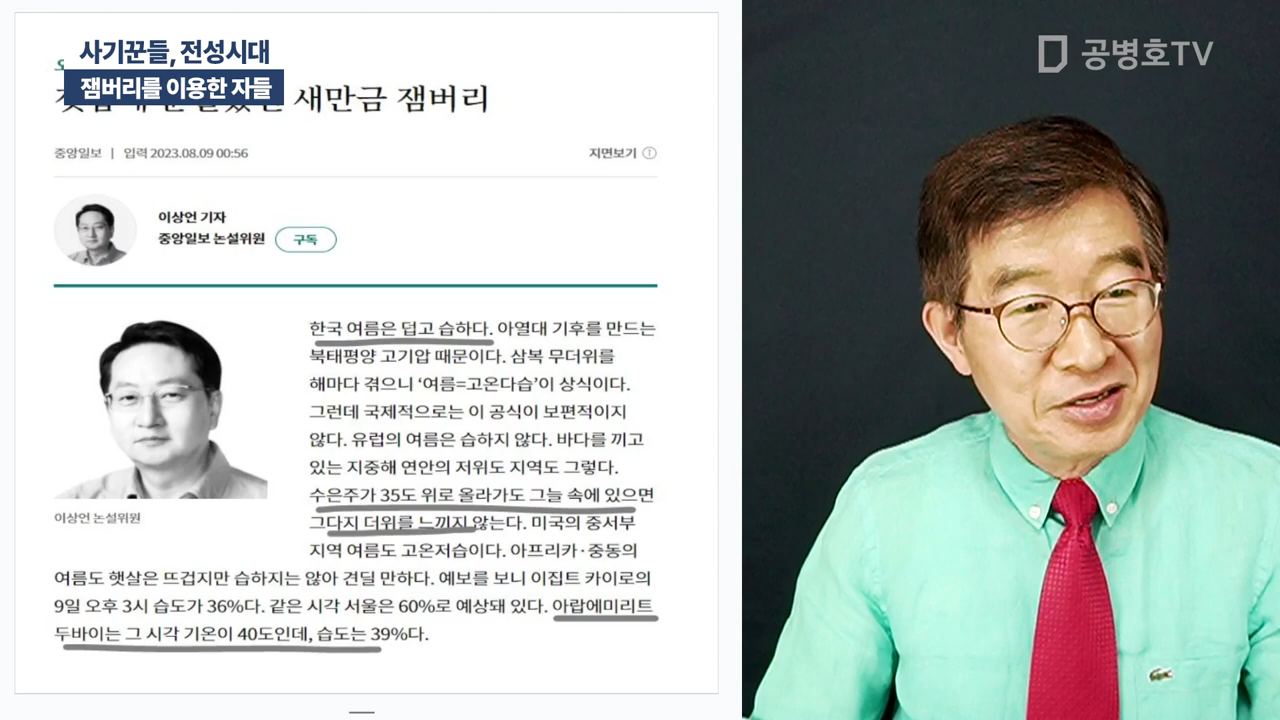 사기꾼들, 전성시대
잼버리를 이용한 자들
새만금 잼버리
공병호TV
중앙일보 | 입력 2023.08.09 00:56
지면보기
이상언 기자
중앙일보 논설위원
구독
한국 여름은 덥고 습하다. 아열대 기후를 만드는
북태평양 고기압 때문이다. 삼복 무더위를
해마다 겪으니 ‘여름=고온다습’이 상식이다.
그런데 국제적으로는 이 공식이 보편적이지
않다. 유럽의 여름은 습하지 않다. 바다를 끼고
있는 지중해 연안의 저위도 지역도 그렇다.
수은주가 35도 위로 올라가도 그늘 속에 있으면
그다지 더위를 느끼지 않는다. 미국의 중서부
지역 여름도 고온저습이다. 아프리카·중동의
여름도 햇살은 뜨겁지만 습하지는 않아 견딜 만하다. 예보를 보니 이집트 카이로의
9일 오후 3시 습도가 36%다. 같은 시각 서울은 60%로 예상돼 있다. 아랍에미리트
두바이는 그 시각 기온이 40도인데, 습도는 39%다.
이상언 논설위원